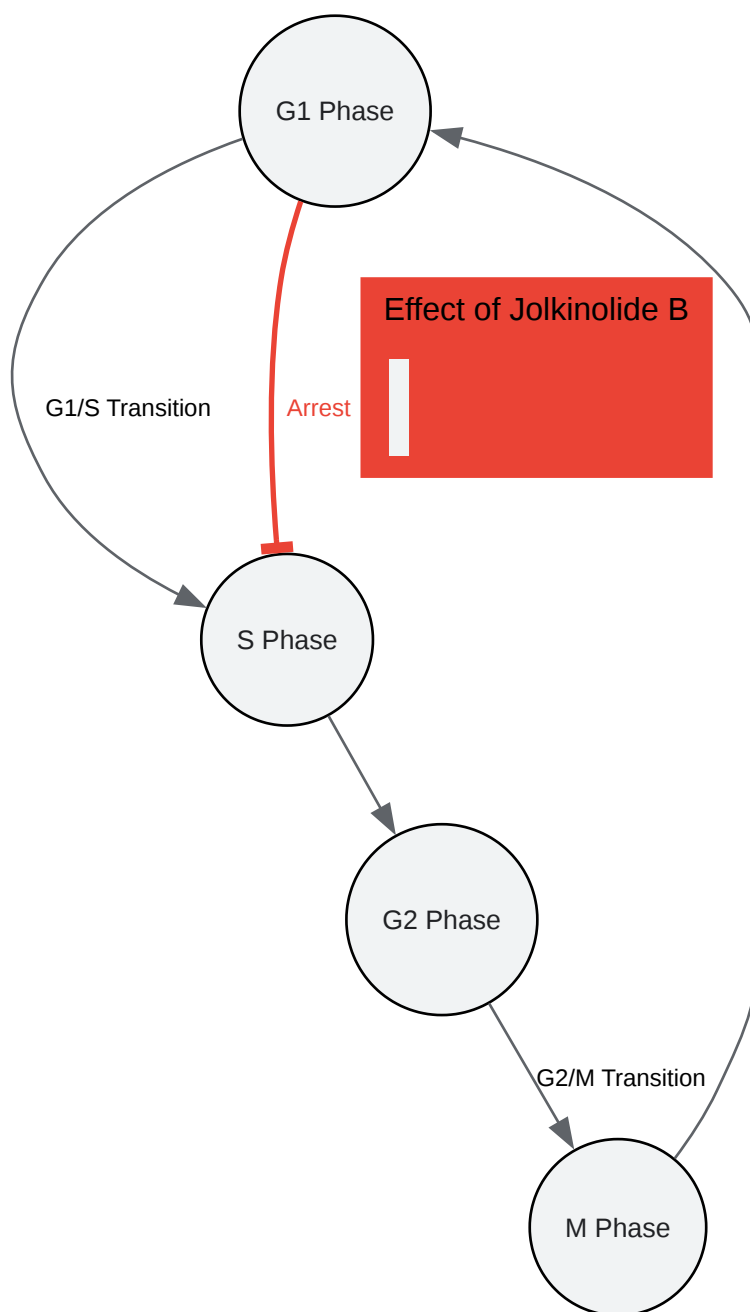 G1 Phase
Effect of Jolkinolide B
G1/S Transition
Arrest
S Phase
G2 Phase
G2/M Transition
M Phase